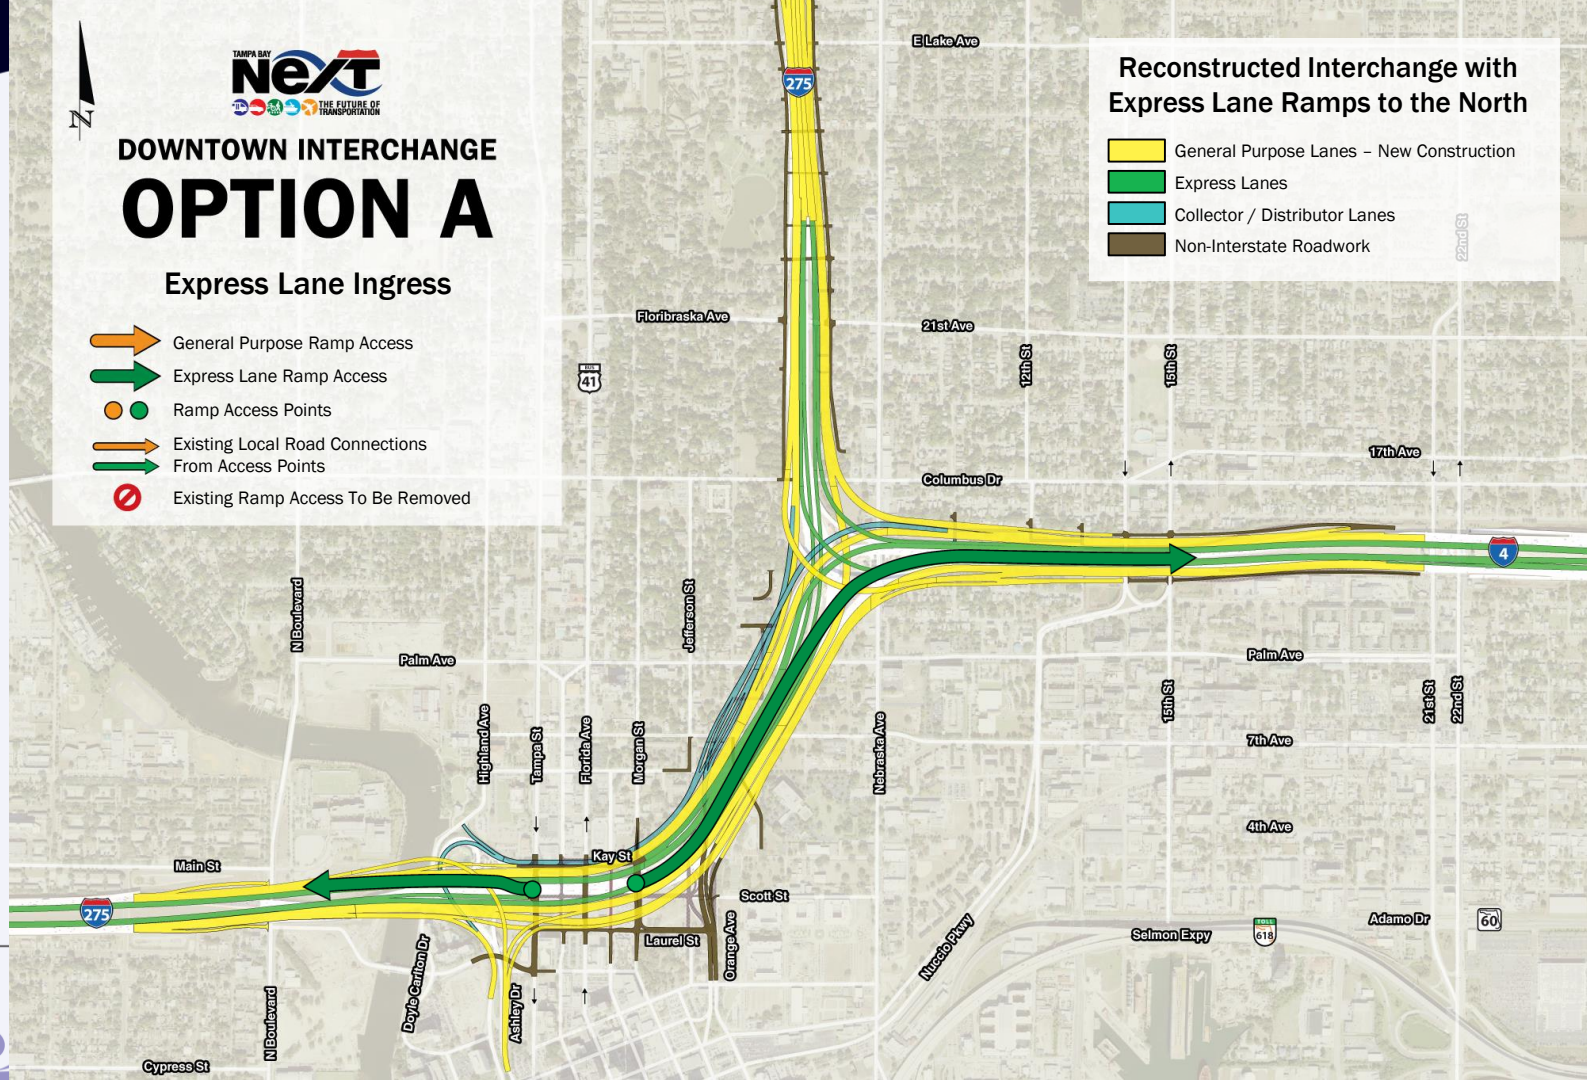 N
TAMPA BAY
NeXT
THE FUTURE OF
TRANSPORTATION
DOWNTOWN INTERCHANGE
OPTION A
Express Lane Ingress
General Purpose Ramp Access
Express Lane Ramp Access
Ramp Access Points
Existing Local Road Connections
From Access Points
Existing Ramp Access To Be Removed
Reconstructed Interchange with
Express Lane Ramps to the North
General Purpose Lanes – New Construction
Express Lanes
Collector / Distributor Lanes
Non-Interstate Roadwork
E Lake Ave
275
22nd St
Floribraska Ave
21st Ave
12th St
15th St
BUS
41
17th Ave
Columbus Dr
4
N Boulevard
Jefferson St
Palm Ave
Palm Ave
15th St
21st St
22nd St
Highland Ave
Tampa St
Florida Ave
Morgan St
Nebraska Ave
7th Ave
4th Ave
Kay St
Main St
Scott St
275
Laurel St
Orange Ave
Nuccio Pkwy
Selmon Expy
TOLL
618
Adamo Dr
60
Doyle Carlton Dr
Ashley Dr
N Boulevard
Cypress St